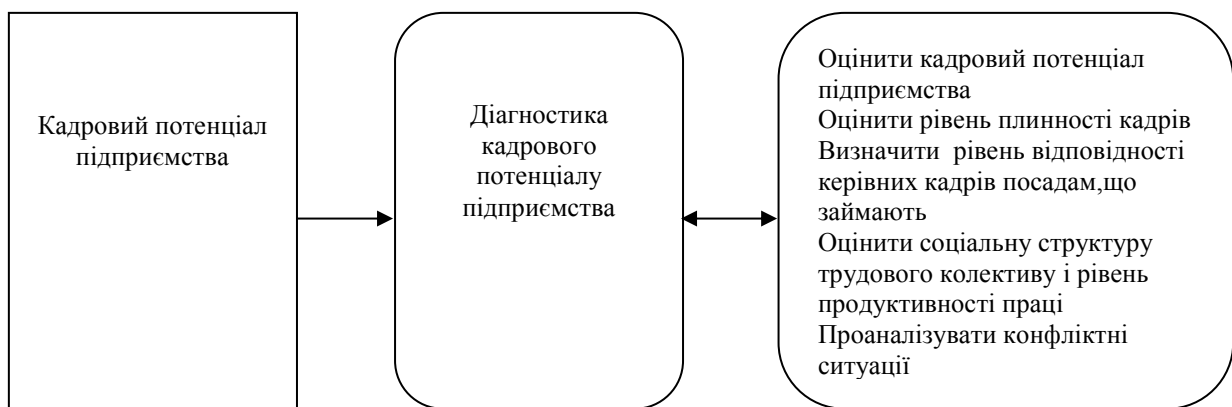 Кадровий потенціал
підприємства
Діагностика
кадрового
потенціалу
підприємства
Оцінити кадровий потенціал
підприємства
Оцінити рівень плинності кадрів
Визначити рівень відповідності
керівних кадрів посадам,що
займають
Оцінити соціальну структуру
трудового колективу і рівень
продуктивності праці
Проаналізувати конфліктні
ситуації